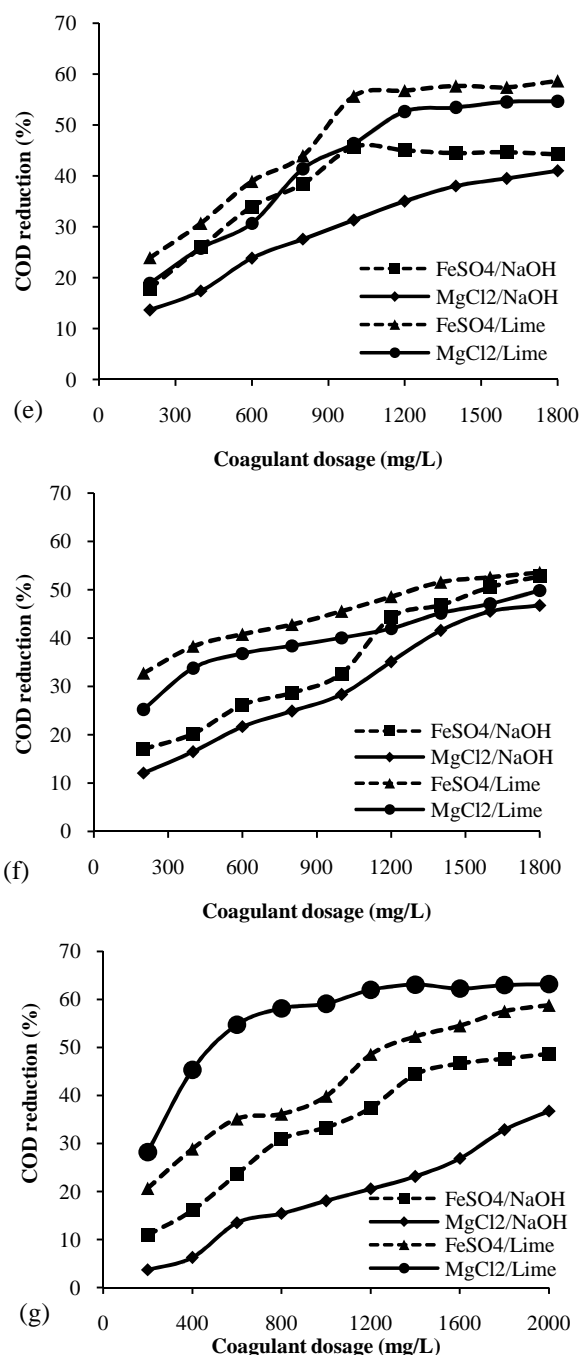 70
60
50
40
30
20
10
0
COD reduction (%)
FeSO4/NaOH
MgCl2/NaOH
FeSO4/Lime
MgCl2/Lime
(e)
0 300 600 900 1200 1500 1800
Coagulant dosage (mg/L)
70
60
50
40
30
20
10
0
COD reduction (%)
FeSO4/NaOH
MgCl2/NaOH
FeSO4/Lime
MgCl2/Lime
(f)
0 300 600 900 1200 1500 1800
Coagulant dosage (mg/L)
70
60
50
40
30
20
10
0
COD reduction (%)
FeSO4/NaOH
MgCl2/NaOH
FeSO4/Lime
MgCl2/Lime
(g)
0 400 800 1200 1600 2000
Coagulant dosage (mg/L)